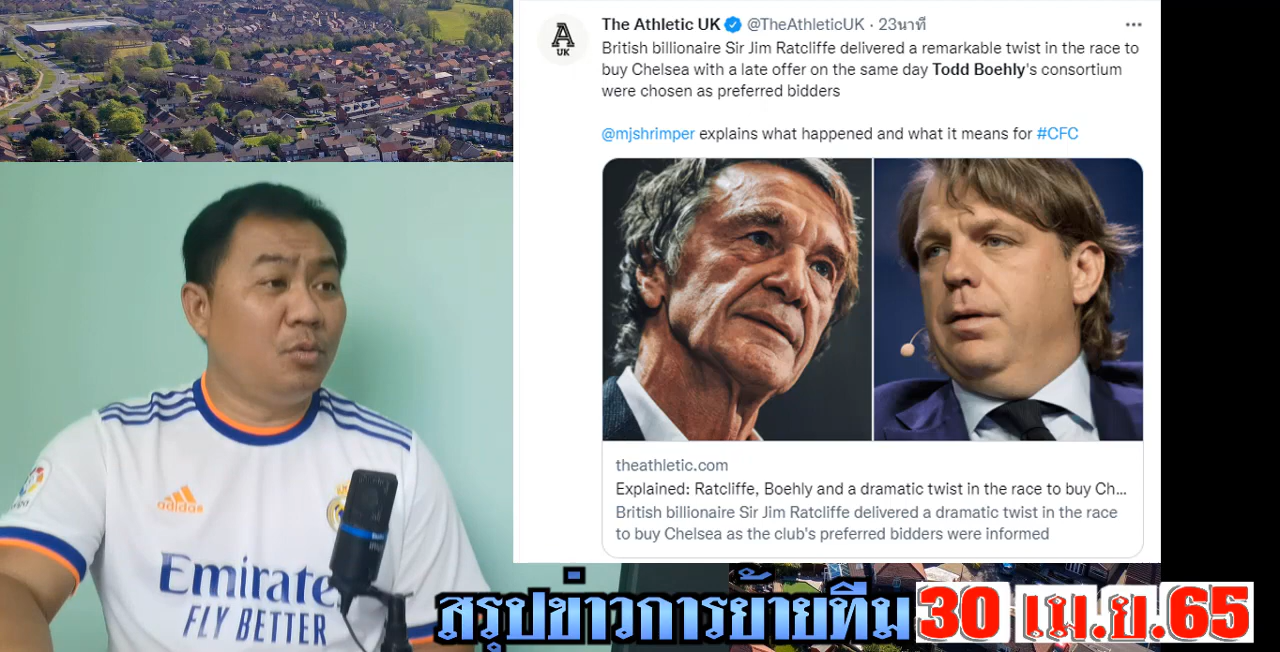 The Athletic UK @TheAthleticUK · 23นาที
British billionaire Sir Jim Ratcliffe delivered a remarkable twist in the race to
buy Chelsea with a late offer on the same day Todd Boehly's consortium
were chosen as preferred bidders
@mjshrimper explains what happened and what it means for #CFC
theathletic.com
Explained: Ratcliffe, Boehly and a dramatic twist in the race to buy Ch...
British billionaire Sir Jim Ratcliffe delivered a dramatic twist in the race
to buy Chelsea as the club's preferred bidders were informed
A
UK
adidas
Emirate
FLY BETTER
สรุปข่าวการย้ายทีม 30 เม.ย.65